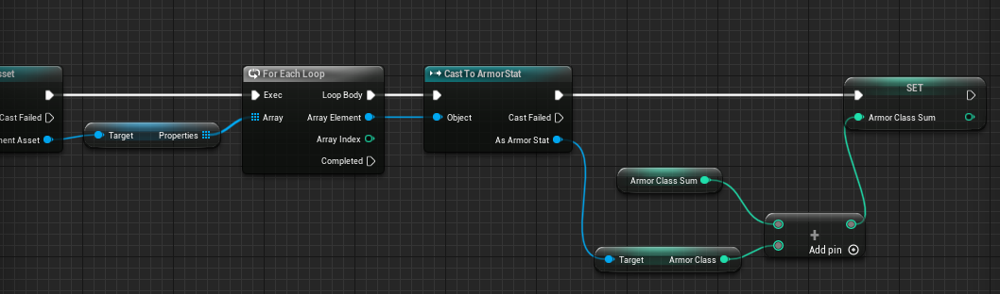 sset
Cast Failed
ment Asset
Target Properties
For Each Loop
Exec Loop Body
Array Array Element
Array Index
Completed
Cast To ArmorStat
Object Cast Failed
As Armor Stat
Armor Class Sum
Target Armor Class
+
Add pin
SET
Armor Class Sum